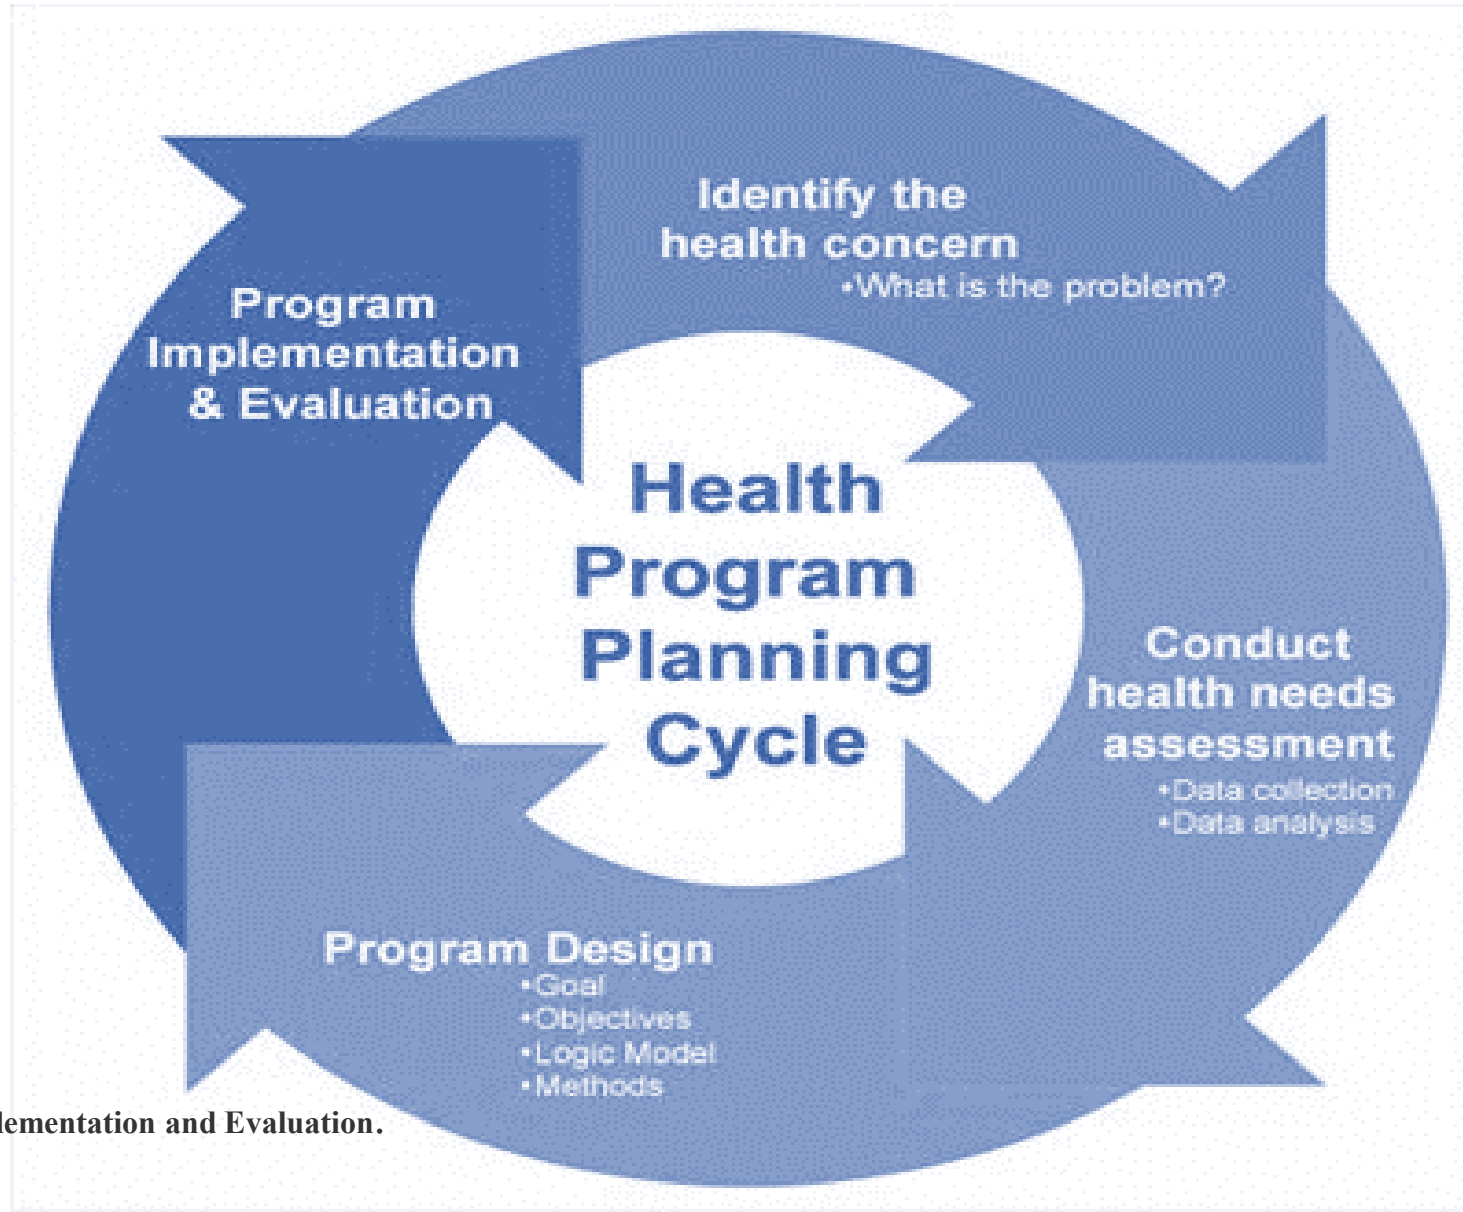 Identify the
health concern
•What is the problem?
Program
Implementation
& Evaluation
Health
Program
Planning
Cycle
Conduct
health needs
assessment
•Data collection
•Data analysis
Program Design
•Goal
•Objectives
•Logic Model
•Methods
lementation and Evaluation.